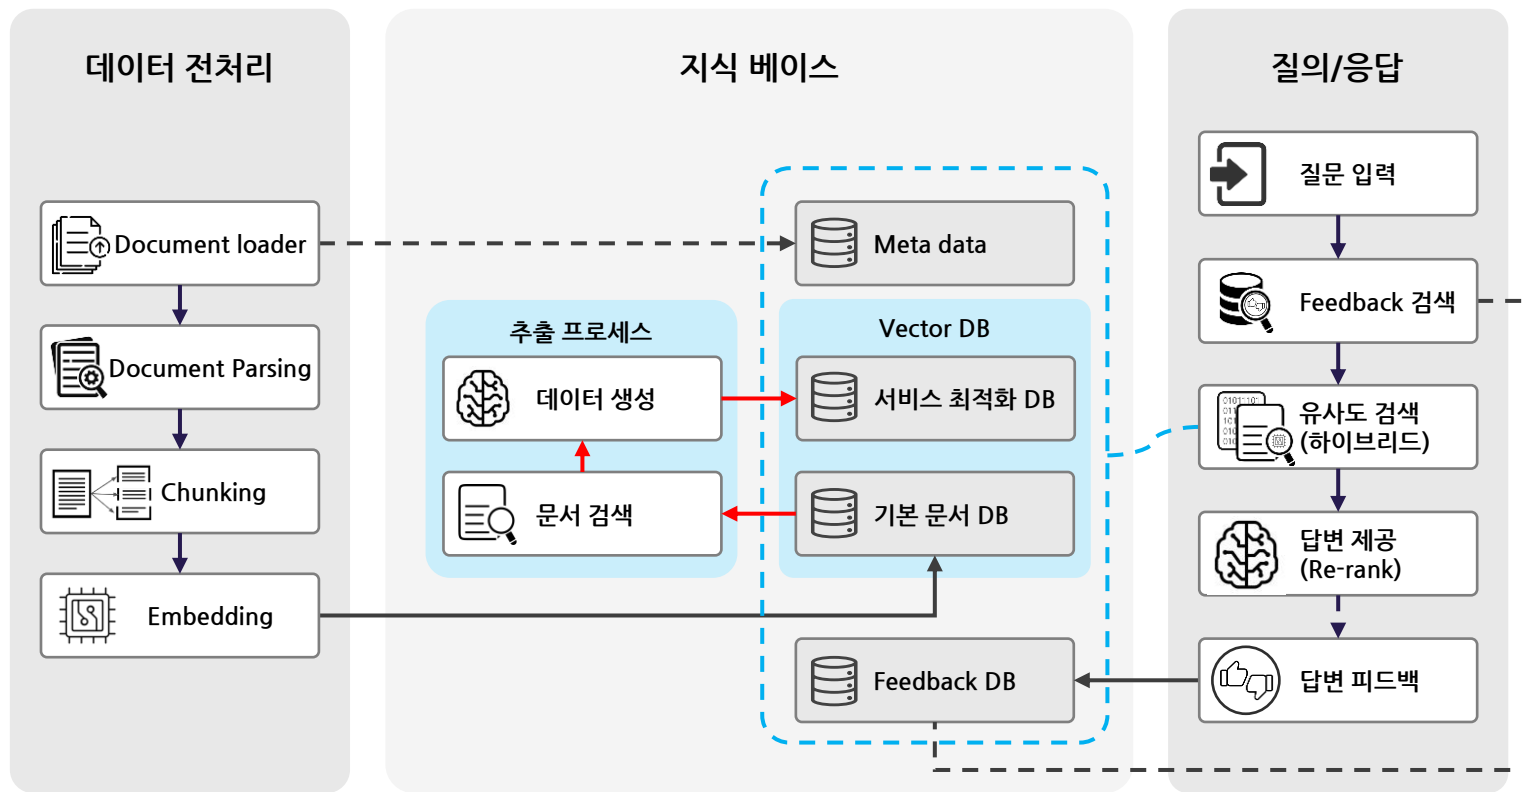 데이터 전처리
Document loader
Document Parsing
Chunking
Embedding
지식 베이스
Meta data
추출 프로세스
데이터 생성
문서 검색
Vector DB
서비스 최적화 DB
기본 문서 DB
Feedback DB
질의/응답
질문 입력
Feedback 검색
유사도 검색
(하이브리드)
답변 제공
(Re-rank)
답변 피드백